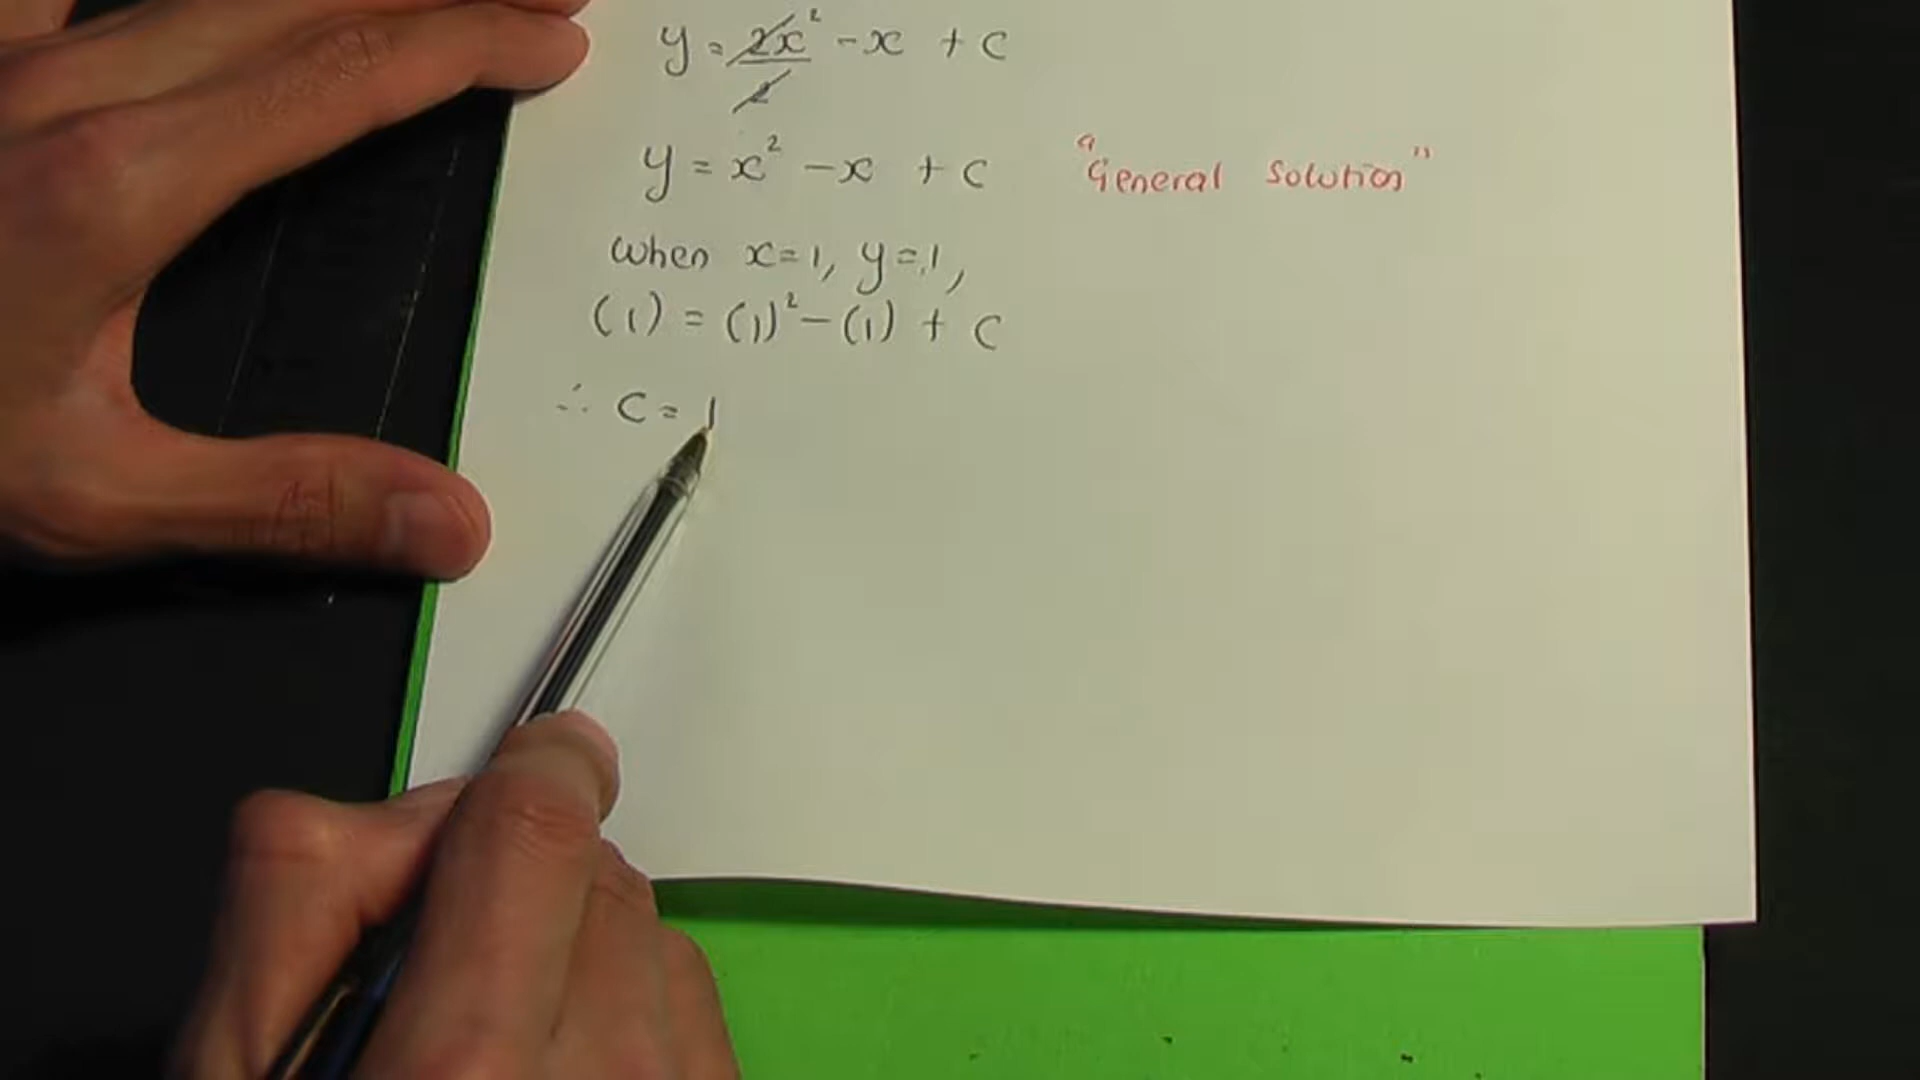 y = 2x² - x + c
2
y = x² - x + c "General Solution"
when x = 1, y = 1,
(1) = (1)² - (1) + c
∴ c = 1